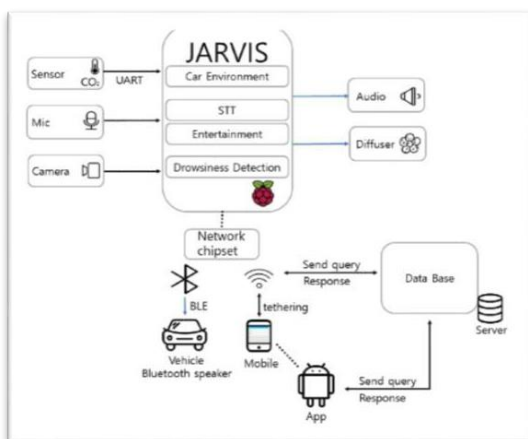 JARVIS
Sensor
CO₂
UART
Car Environment
Mic
STT
Entertainment
Camera
Drowsiness Detection
Audio
Diffuser
Network
chipset
BLE
tethering
Send query
Response
Data Base
Server
Vehicle
Bluetooth speaker
Mobile
App
Send query
Response